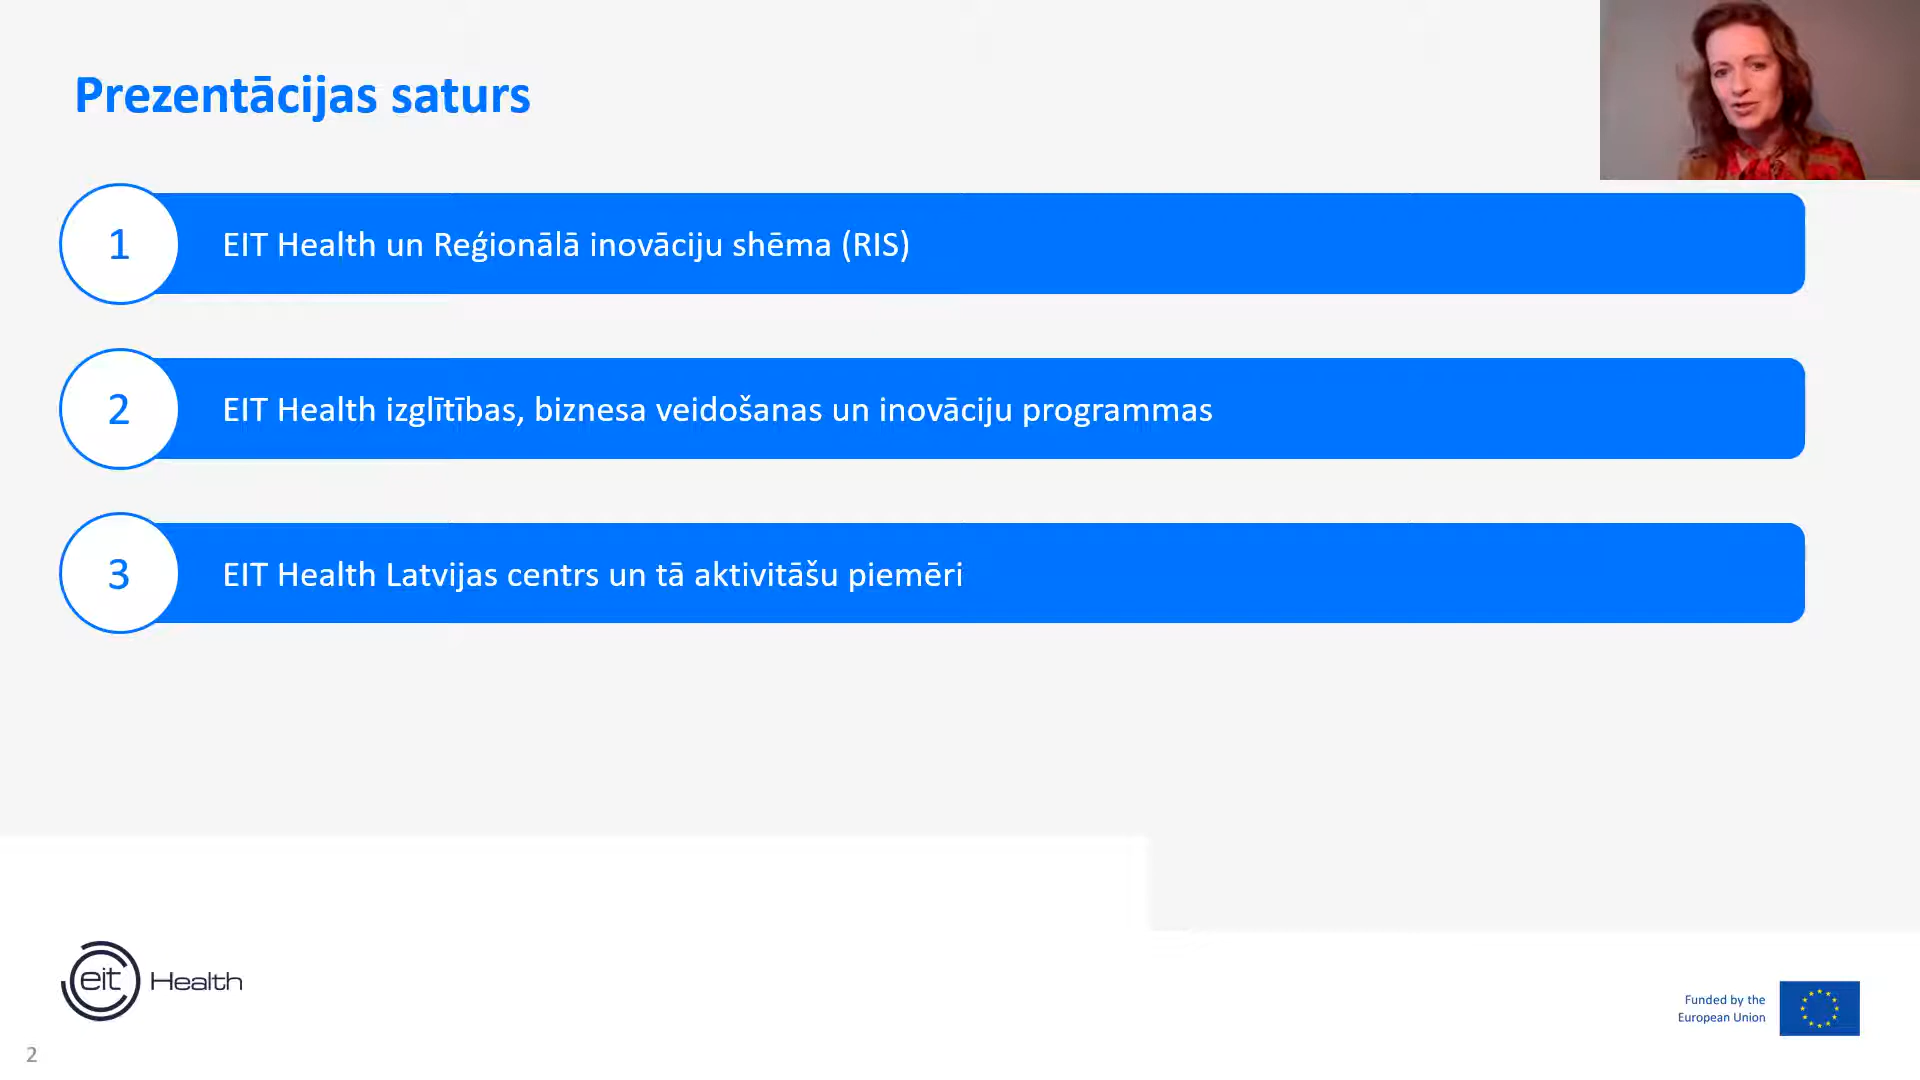 Prezentācijas saturs
1
EIT Health un Reģionālā inovāciju shēma (RIS)
2
EIT Health izglītības, biznesa veidošanas un inovāciju programmas
3
EIT Health Latvijas centrs un tā aktivitāšu piemēri
eit Health
Funded by the
European Union
2